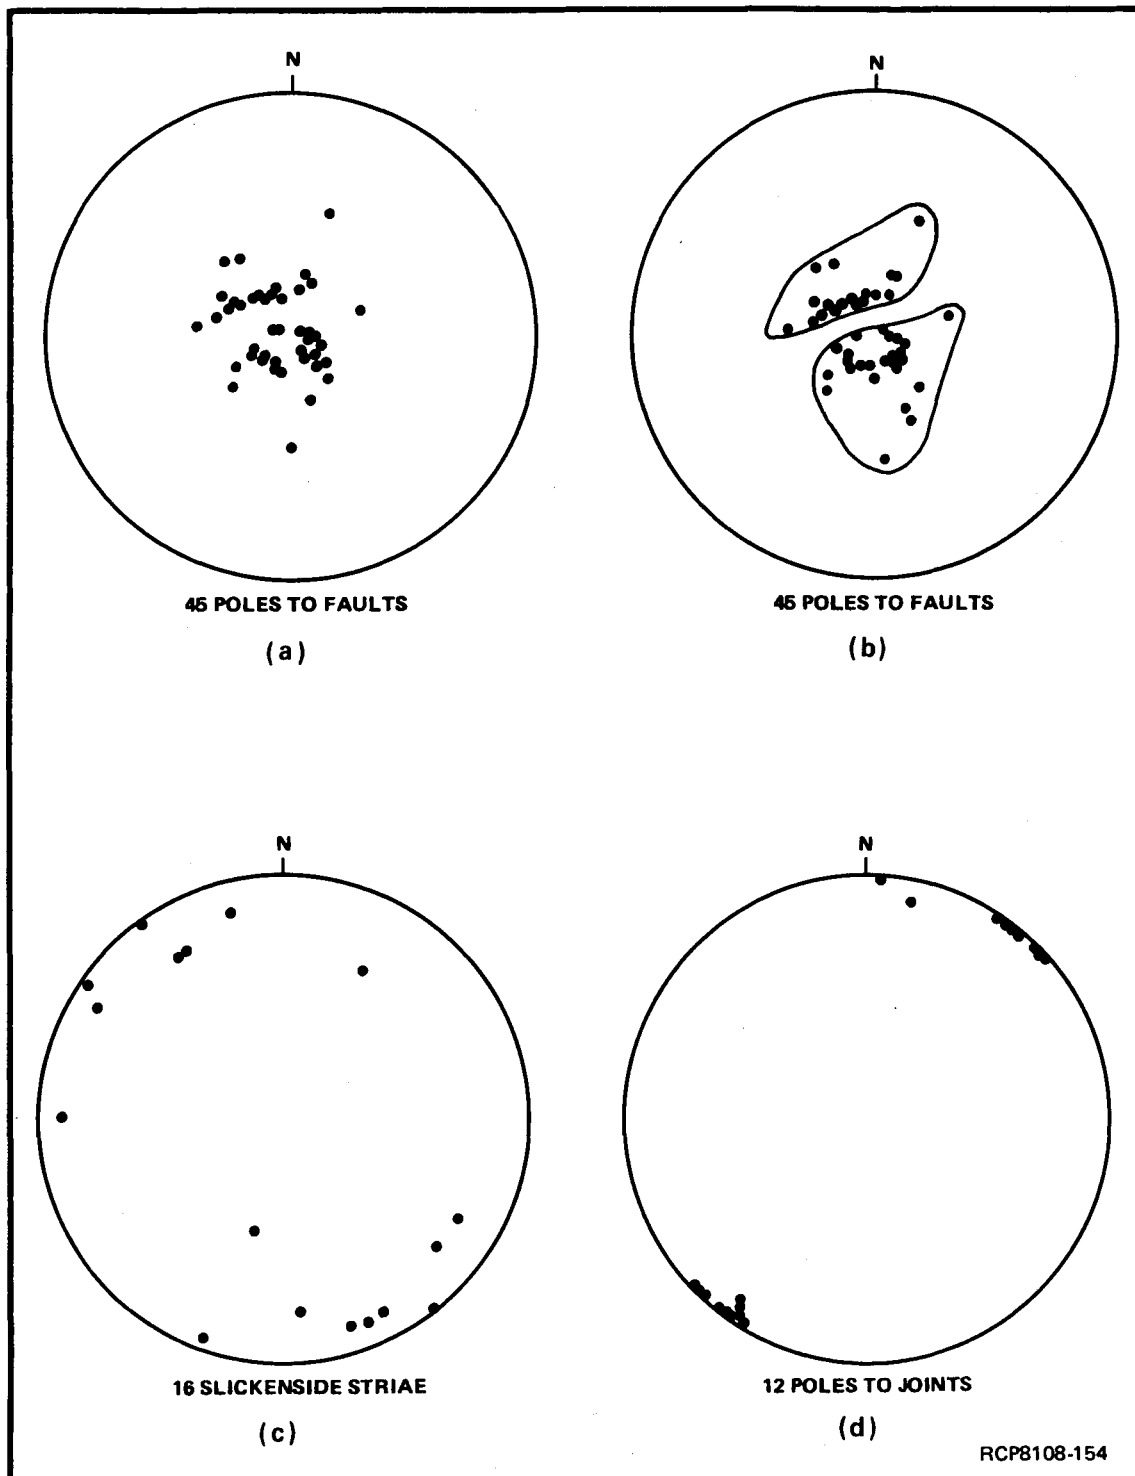 N
N
45 POLES TO FAULTS
45 POLES TO FAULTS
(a)
(b)
N
N
16 SLICKENSIDE STRIAE
12 POLES TO JOINTS
(c)
(d)
RCP8108-154